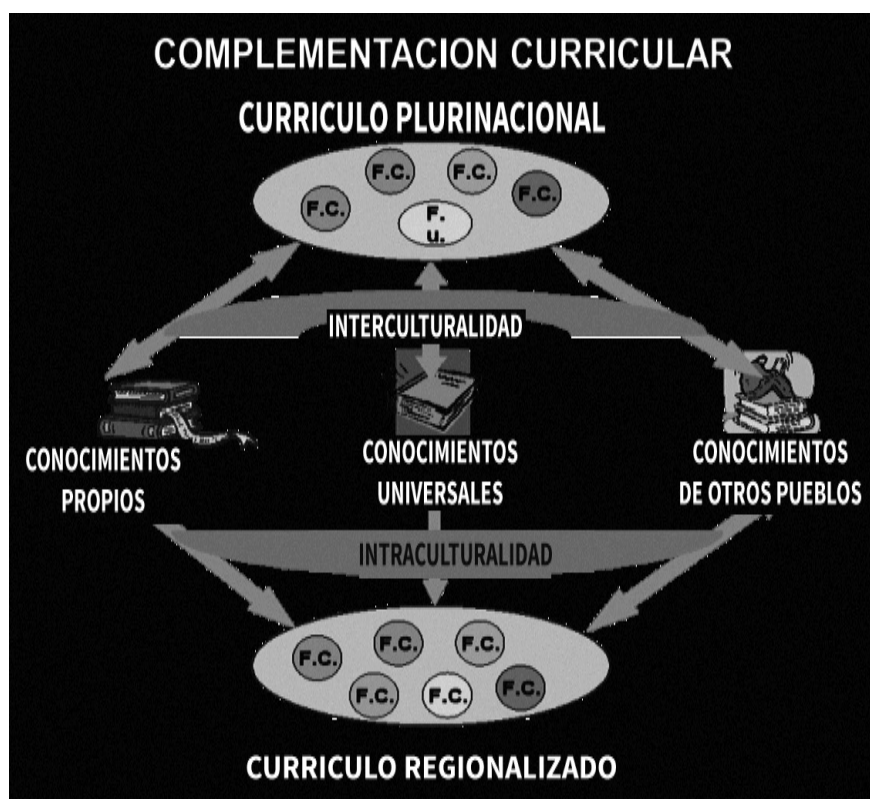 COMPLEMENTACION CURRICULAR
CURRICULO PLURINACIONAL
F.C. F.C.
F.C. F.C.
F.
u.
INTERCULTURALIDAD
CONOCIMIENTOS
PROPIOS
CONOCIMIENTOS
UNIVERSALES
CONOCIMIENTOS
DE OTROS PUEBLOS
INTRACULTURALIDAD
F.C. F.C. F.C.
F.C. F.C. F.C.
CURRICULO REGIONALIZADO